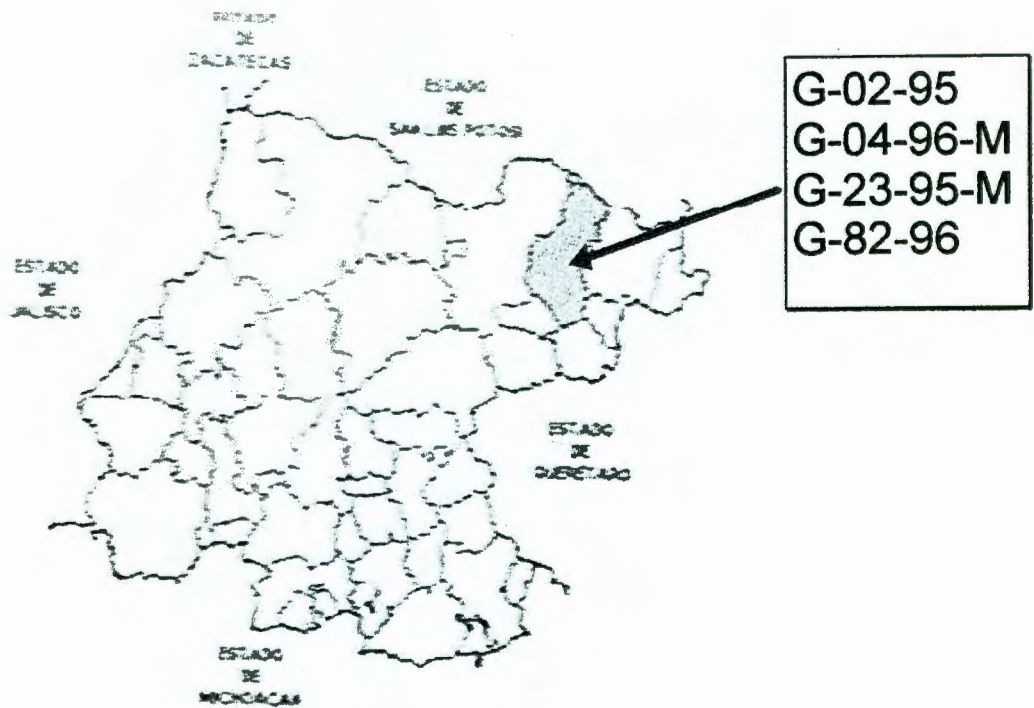 ESTADO
DE
ZACATECAS
ESTADO
DE
SAN LUIS POTOSI
G-02-95
G-04-96-M
G-23-95-M
G-82-96
ESTADO
DE
JALISCO
ESTADO
DE
QUERETARO
ESTADO
DE
MICHOACAN